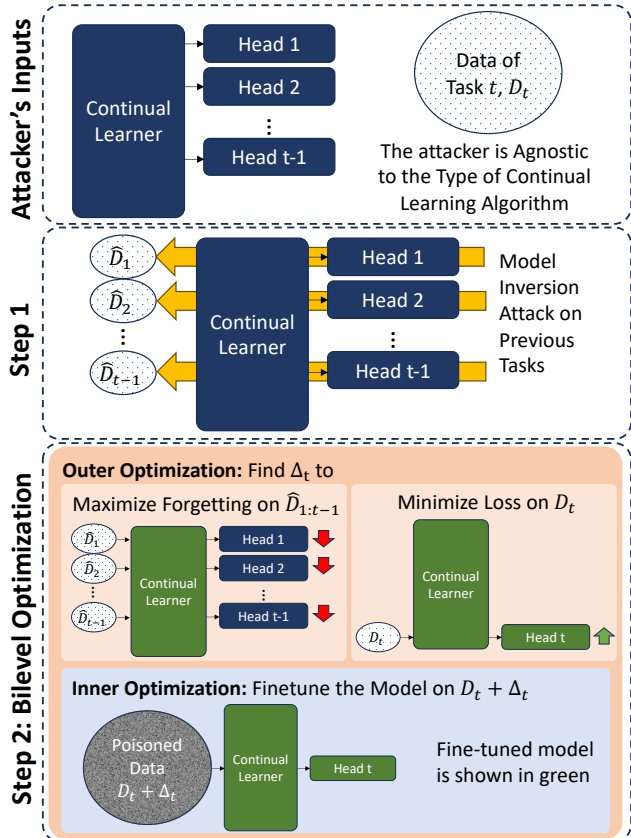 Attacker's Inputs
Continual
Learner
Head 1
Head 2
⋮
Head t-1
Data of
Task t, D_t
The attacker is Agnostic
to the Type of Continual
Learning Algorithm
Step 1
D̂_1
D̂_2
⋮
D̂_{t−1}
Continual
Learner
Head 1
Head 2
⋮
Head t-1
Model
Inversion
Attack on
Previous
Tasks
Step 2: Bilevel Optimization
Outer Optimization: Find Δ_t to
Maximize Forgetting on D̂_{1:t−1}
D̂_1
D̂_2
⋮
D̂_{t−1}
Continual
Learner
Head 1
Head 2
⋮
Head t-1
Minimize Loss on D_t
D_t
Continual
Learner
Head t
Inner Optimization: Finetune the Model on D_t + Δ_t
Poisoned
Data
D_t + Δ_t
Continual
Learner
Head t
Fine-tuned model
is shown in green